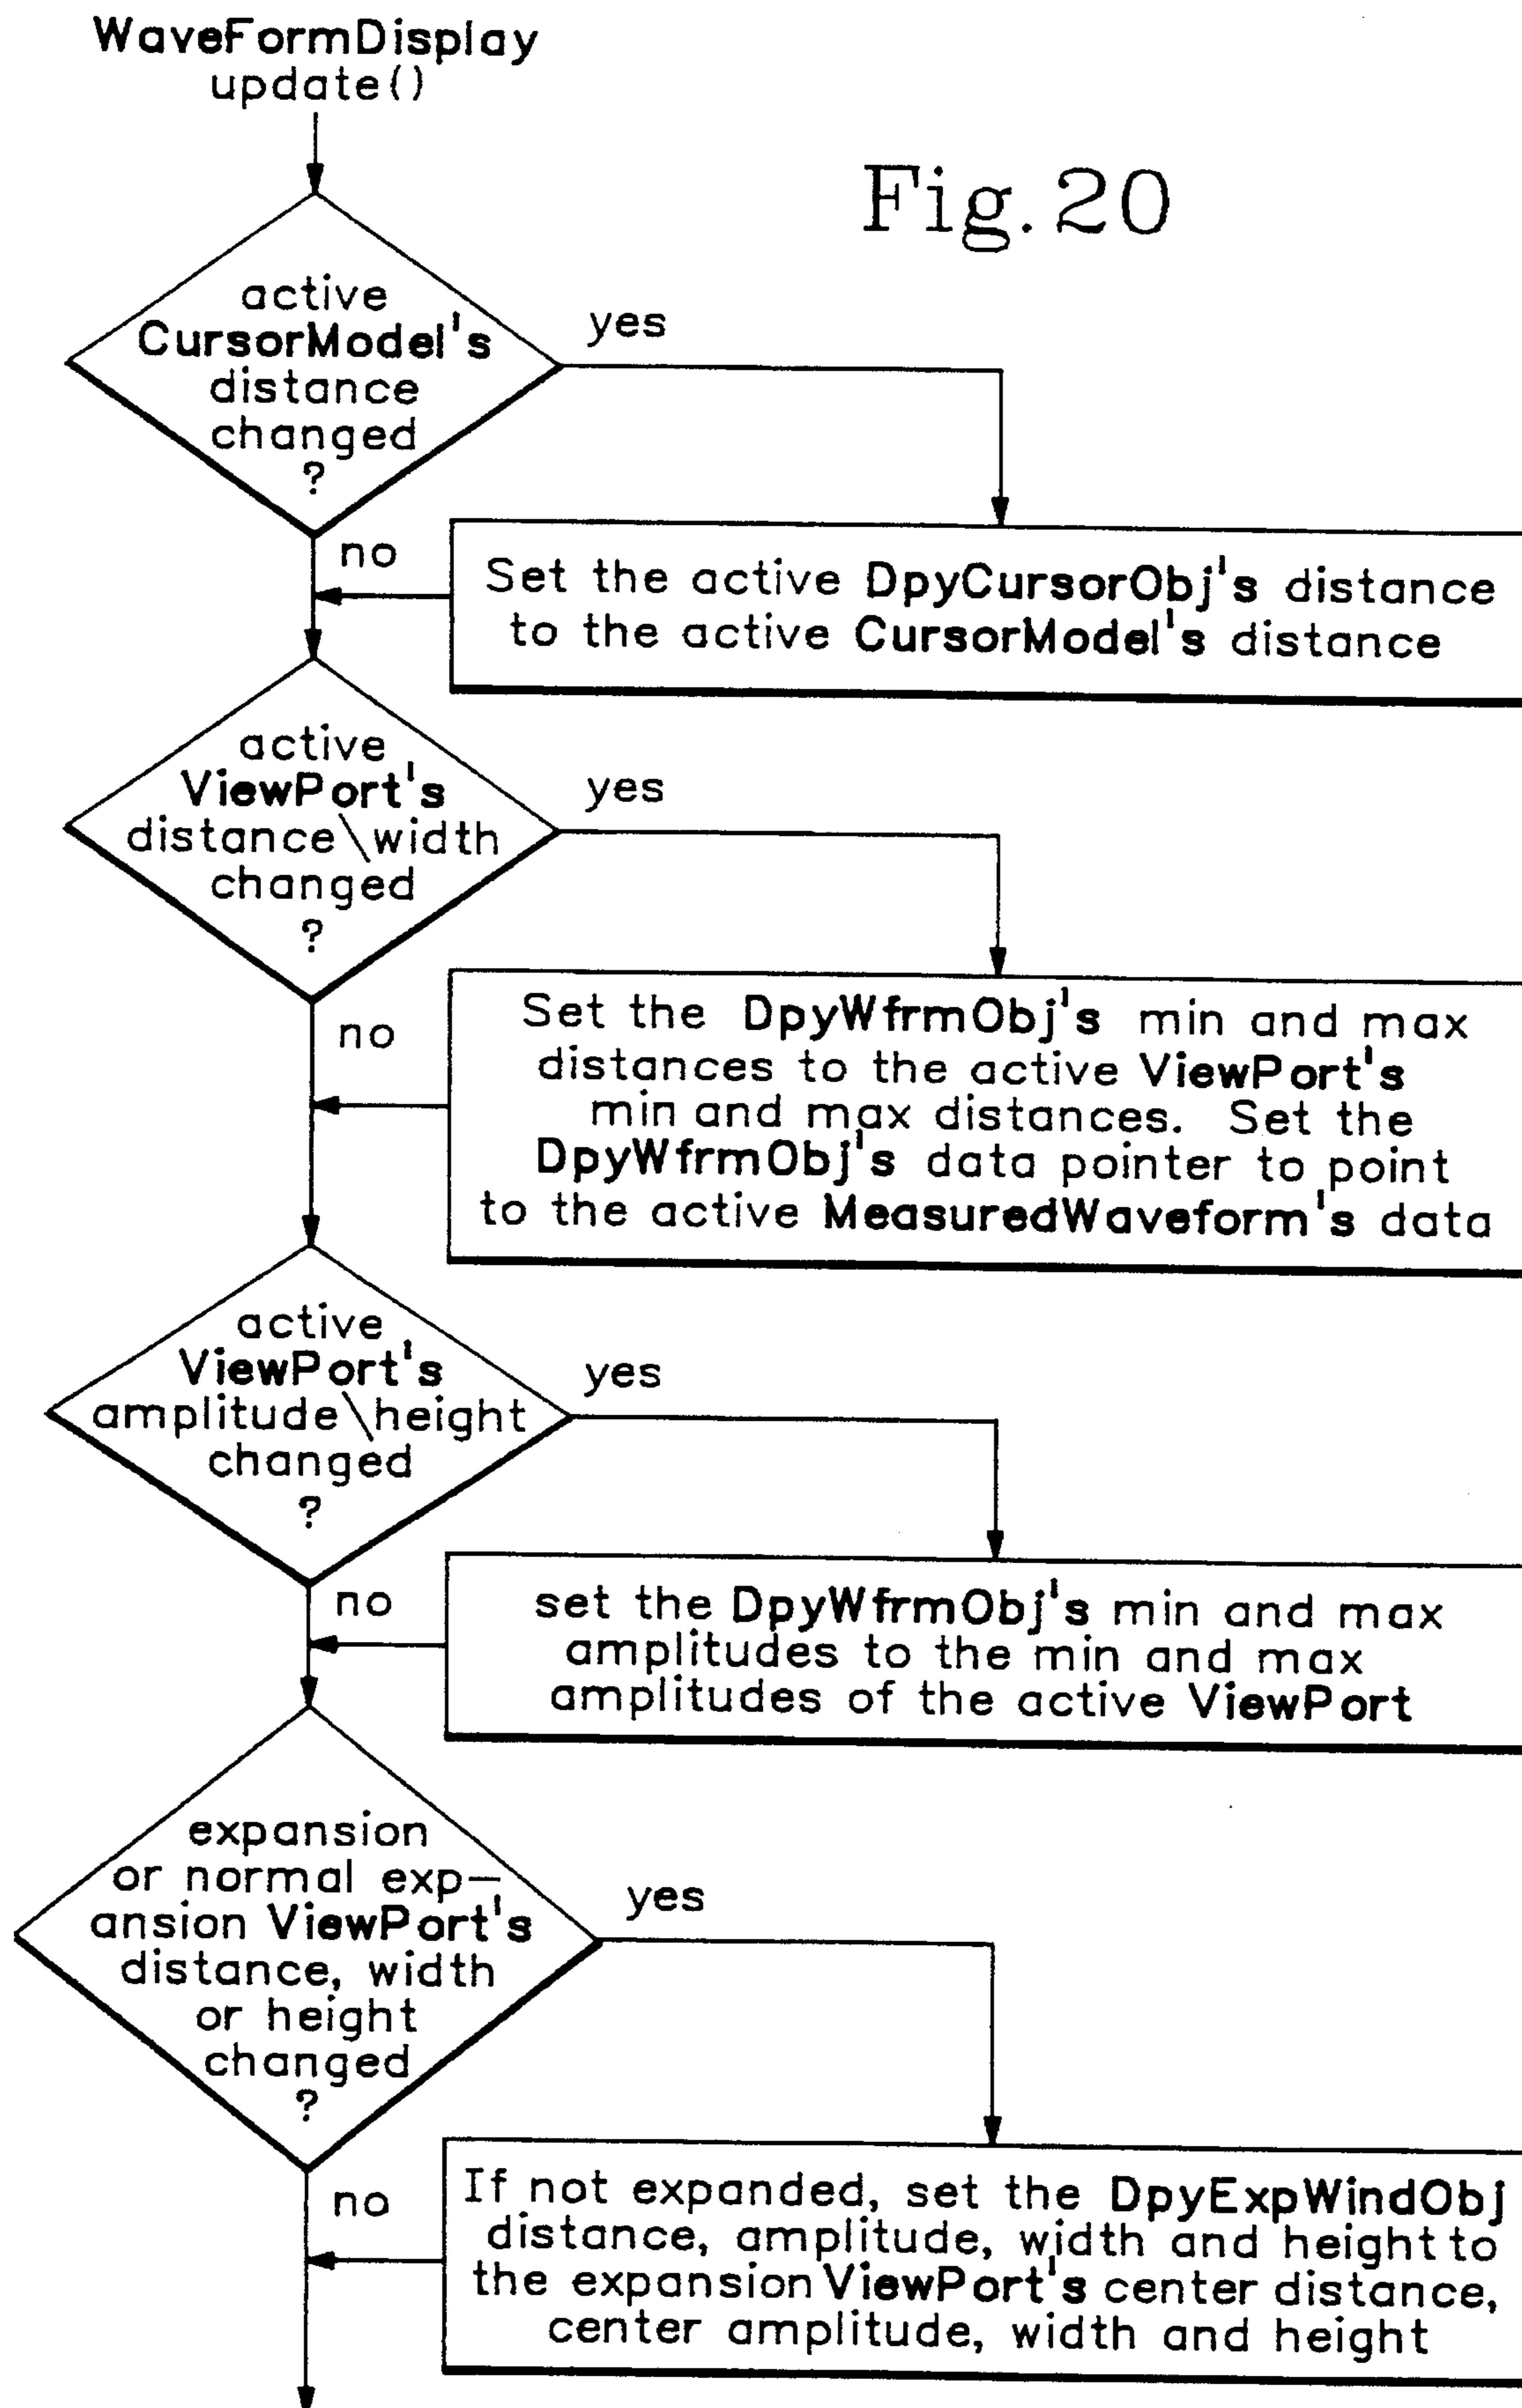 WaveFormDisplay
update()
Fig. 20
active
CursorModel's
distance
changed
?
yes
no
Set the active DpyCursorObj's distance
to the active CursorModel's distance
active
ViewPort's
distance\width
changed
?
yes
no
Set the DpyWfrmObj's min and max
distances to the active ViewPort's
min and max distances. Set the
DpyWfrmObj's data pointer to point
to the active MeasuredWaveform's data
active
ViewPort's
amplitude\height
changed
?
yes
no
set the DpyWfrmObj's min and max
amplitudes to the min and max
amplitudes of the active ViewPort
expansion
or normal exp-
ansion ViewPort's
distance, width
or height
changed
?
yes
no
If not expanded, set the DpyExpWindObj
distance, amplitude, width and height to
the expansion ViewPort's center distance,
center amplitude, width and height